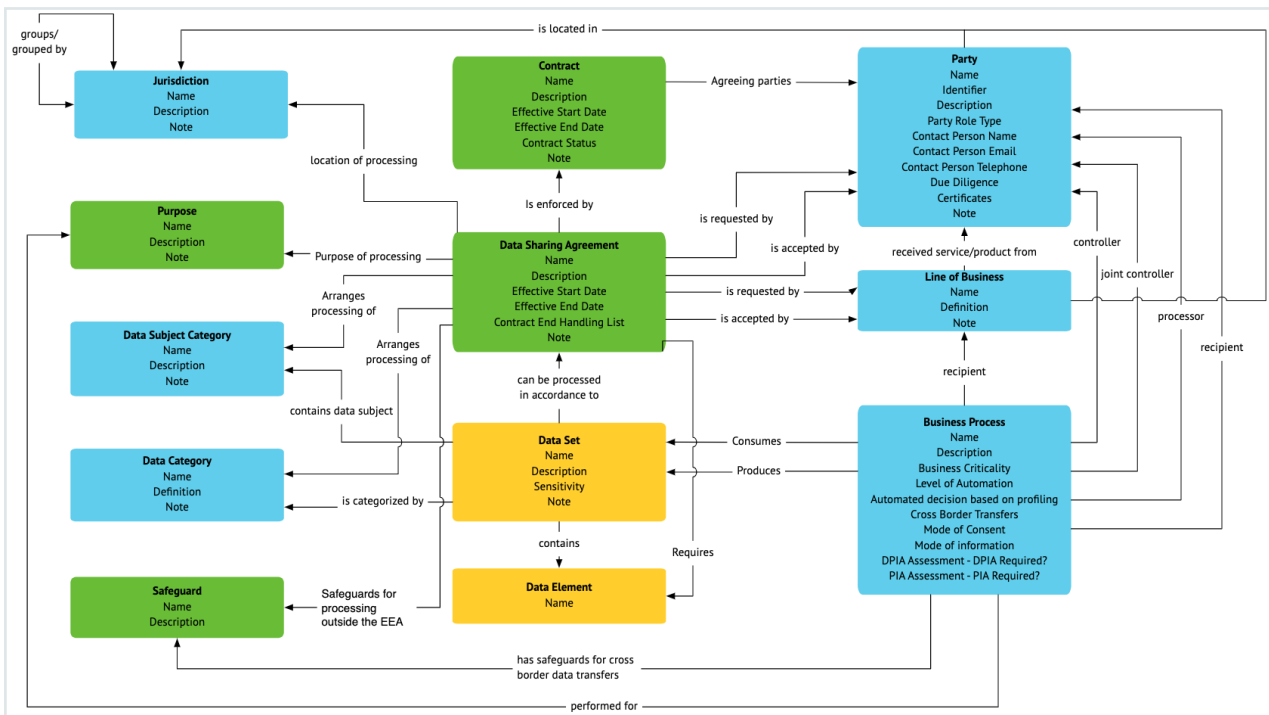 groups/
grouped by
is located in
Jurisdiction
Name
Description
Note
Contract
Name
Description
Effective Start Date
Effective End Date
Contract Status
Note
Agreeing parties
Party
Name
Identifier
Description
Party Role Type
Contact Person Name
Contact Person Email
Contact Person Telephone
Due Diligence
Certificates
Note
location of processing
Is enforced by
is requested by
is accepted by
received service/product from
controller
joint controller
processor
recipient
Purpose
Name
Description
Note
Purpose of processing
Data Sharing Agreement
Name
Description
Effective Start Date
Effective End Date
Contract End Handling List
Note
is requested by
is accepted by
Line of Business
Name
Definition
Note
Arranges
processing of
Arranges
processing of
Data Subject Category
Name
Description
Note
can be processed
in accordance to
recipient
contains data subject
Data Set
Name
Description
Sensitivity
Note
Consumes
Produces
Business Process
Name
Description
Business Criticality
Level of Automation
Automated decision based on profiling
Cross Border Transfers
Mode of Consent
Mode of information
DPIA Assessment - DPIA Required?
PIA Assessment - PIA Required?
Data Category
Name
Definition
Note
is categorized by
contains
Requires
Data Element
Name
Safeguard
Name
Description
Safeguards for
processing
outside the EEA
has safeguards for cross
border data transfers
performed for